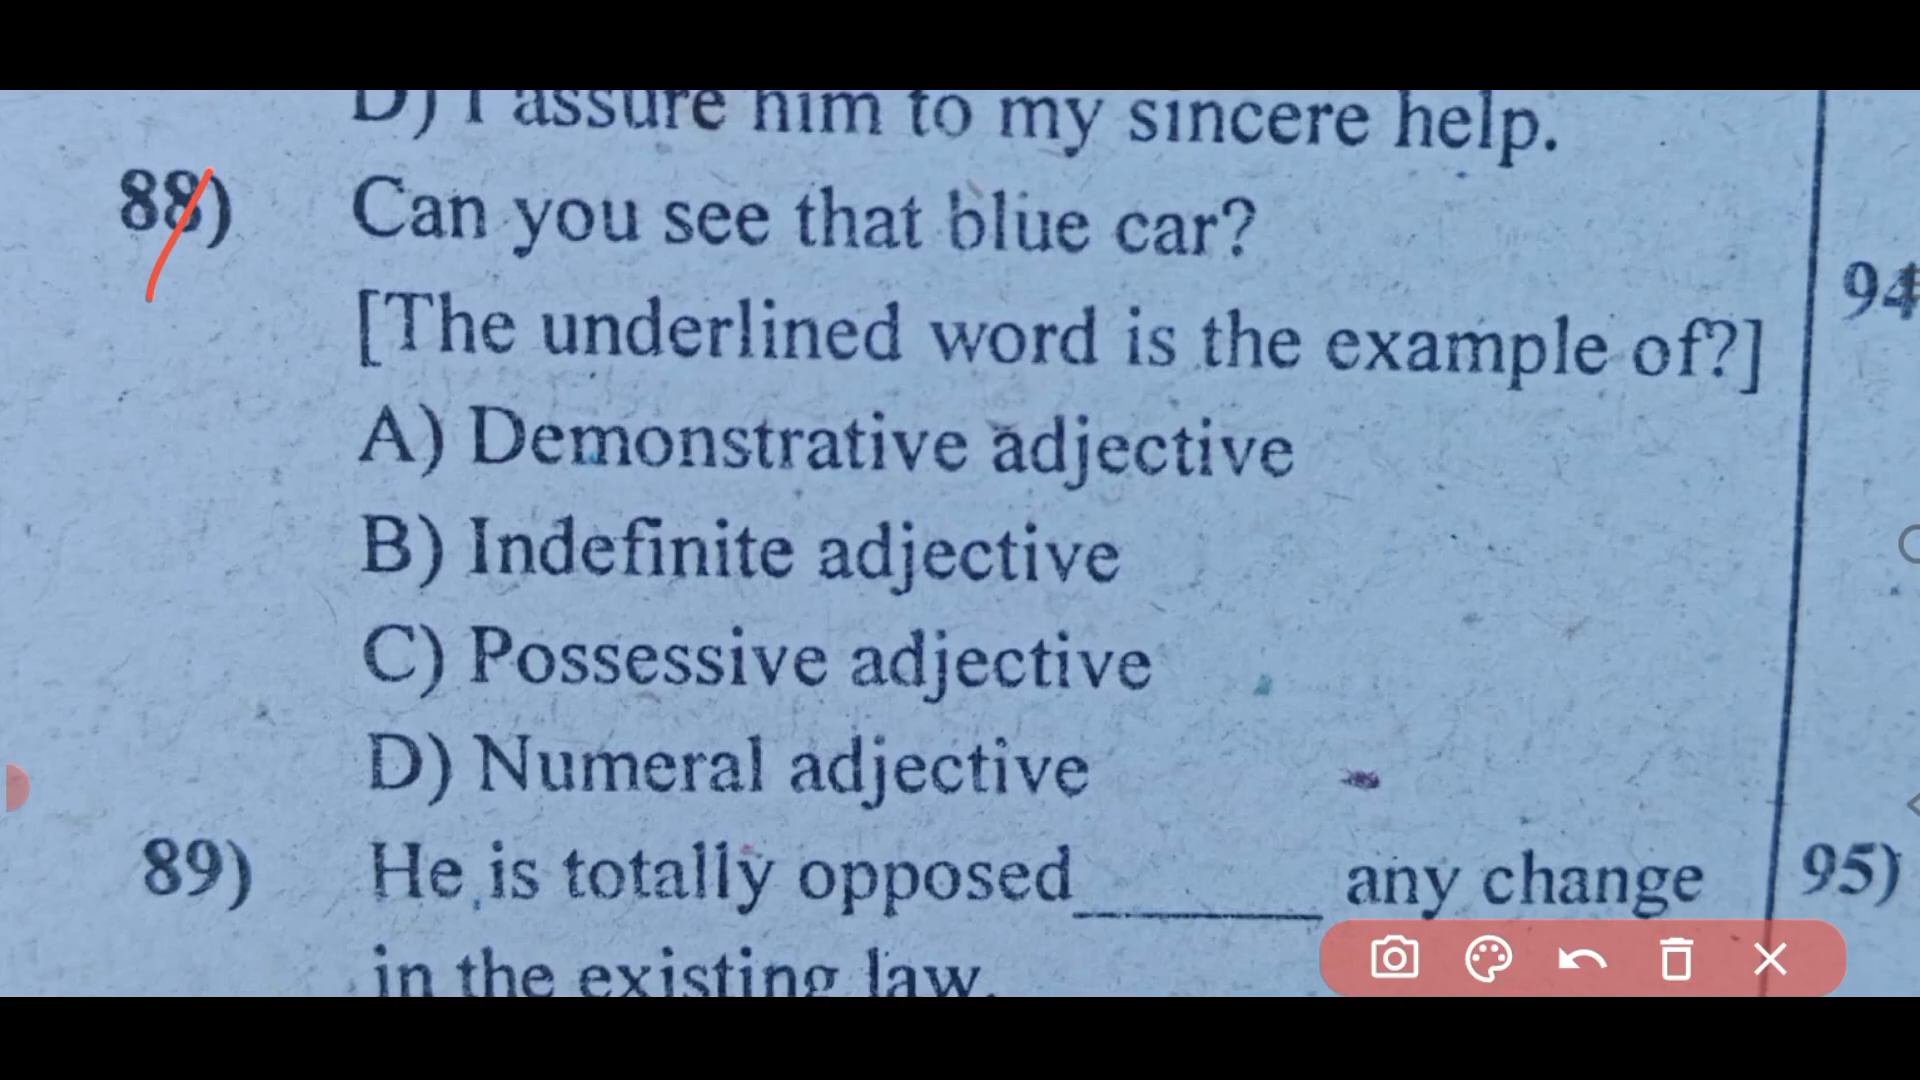 D) I assure him to my sincere help.
88) Can you see that blue car?
[The underlined word is the example of?]
A) Demonstrative adjective
B) Indefinite adjective
C) Possessive adjective
D) Numeral adjective
89) He is totally opposed______ any change
in the existing law.
94
95)